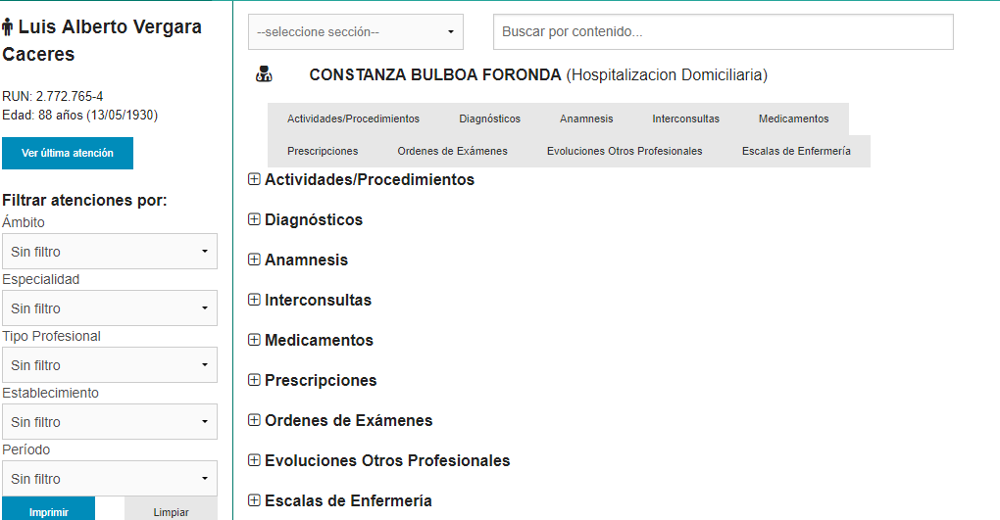 Luis Alberto Vergara
Caceres
RUN: 2.772.765-4
Edad: 88 años (13/05/1930)
Ver última atención
Filtrar atenciones por:
Ámbito
Sin filtro
Especialidad
Sin filtro
Tipo Profesional
Sin filtro
Establecimiento
Sin filtro
Período
Sin filtro
Imprimir Limpiar
--seleccione sección-- Buscar por contenido...
CONSTANZA BULBOA FORONDA (Hospitalizacion Domiciliaria)
Actividades/Procedimientos Diagnósticos Anamnesis Interconsultas Medicamentos
Prescripciones Ordenes de Exámenes Evoluciones Otros Profesionales Escalas de Enfermería
Actividades/Procedimientos
Diagnósticos
Anamnesis
Interconsultas
Medicamentos
Prescripciones
Ordenes de Exámenes
Evoluciones Otros Profesionales
Escalas de Enfermería